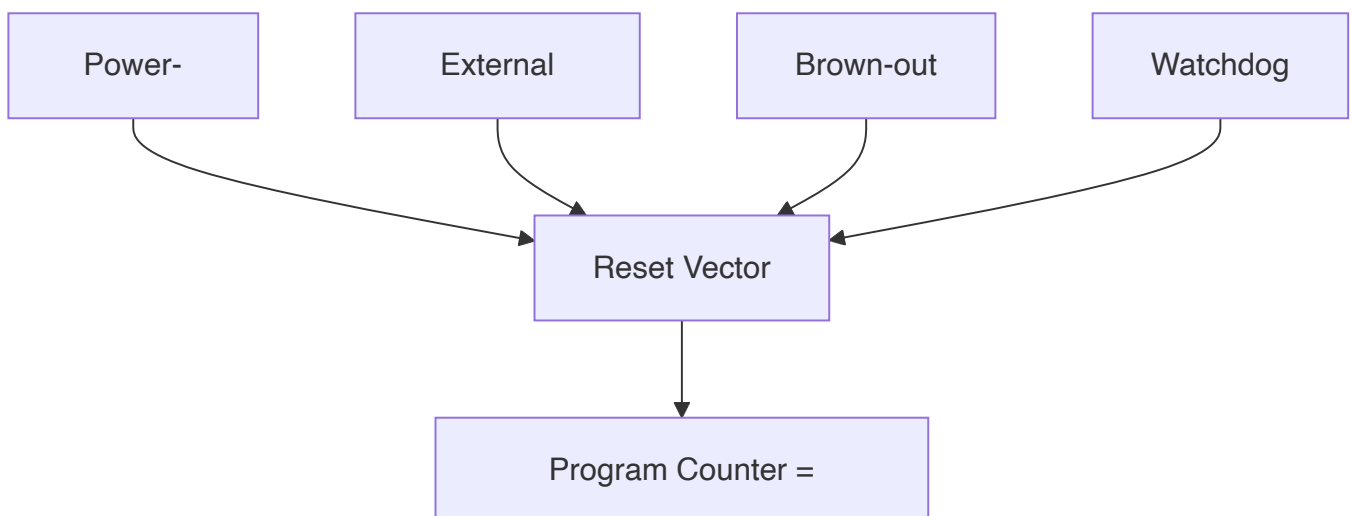 Power-
External
Brown-out
Watchdog
Reset Vector
Program Counter =